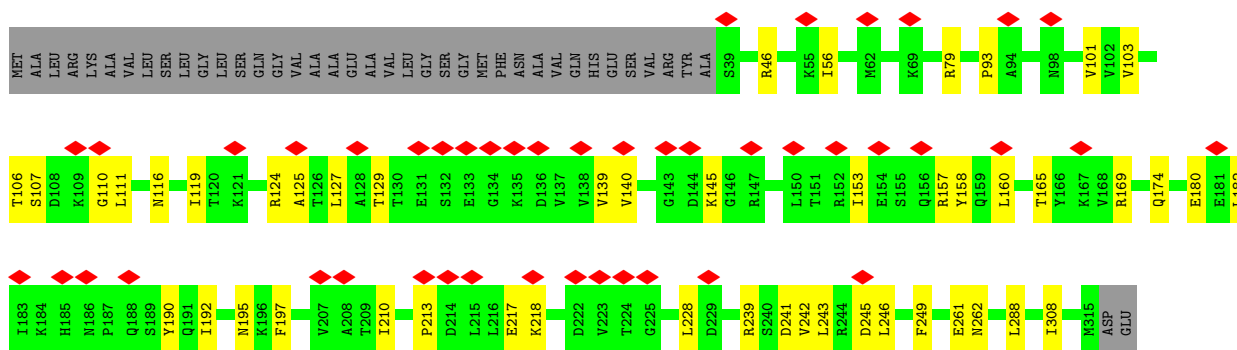 MET ALA LEU ARG LYS ALA VAL LEU SER LEU GLY LEU SER GLN GLY VAL ALA ALA GLU ALA VAL LEU GLY SER GLY MET PHE ASN ALA VAL GLN HIS GLU SER VAL ARG TYR ALA S39 R46 K55 I56 M62 K69 R79 P93 A94 N98 V101 V102 V103
T106 S107 D108 K109 G110 L111 N116 I119 T120 K121 R124 A125 T126 L127 A128 T129 T130 E131 S132 E133 G134 K135 D136 V137 V138 V139 V140 G143 D144 K145 G146 R147 L150 T151 R152 I153 E154 S155 Q156 R157 Y158 Q159 L160 T165 Y166 K167 V168 R169 Q174 E180 E181
I183 K184 H185 N186 P187 Q188 S189 Y190 Q191 I192 N195 K196 F197 V207 A208 T209 I210 P213 D214 L215 L216 E217 K218 D222 V223 T224 G225 L228 D229 R239 S240 D241 V242 L243 R244 D245 L246 F249 E261 N262 L288 I308 M315 ASP GLU